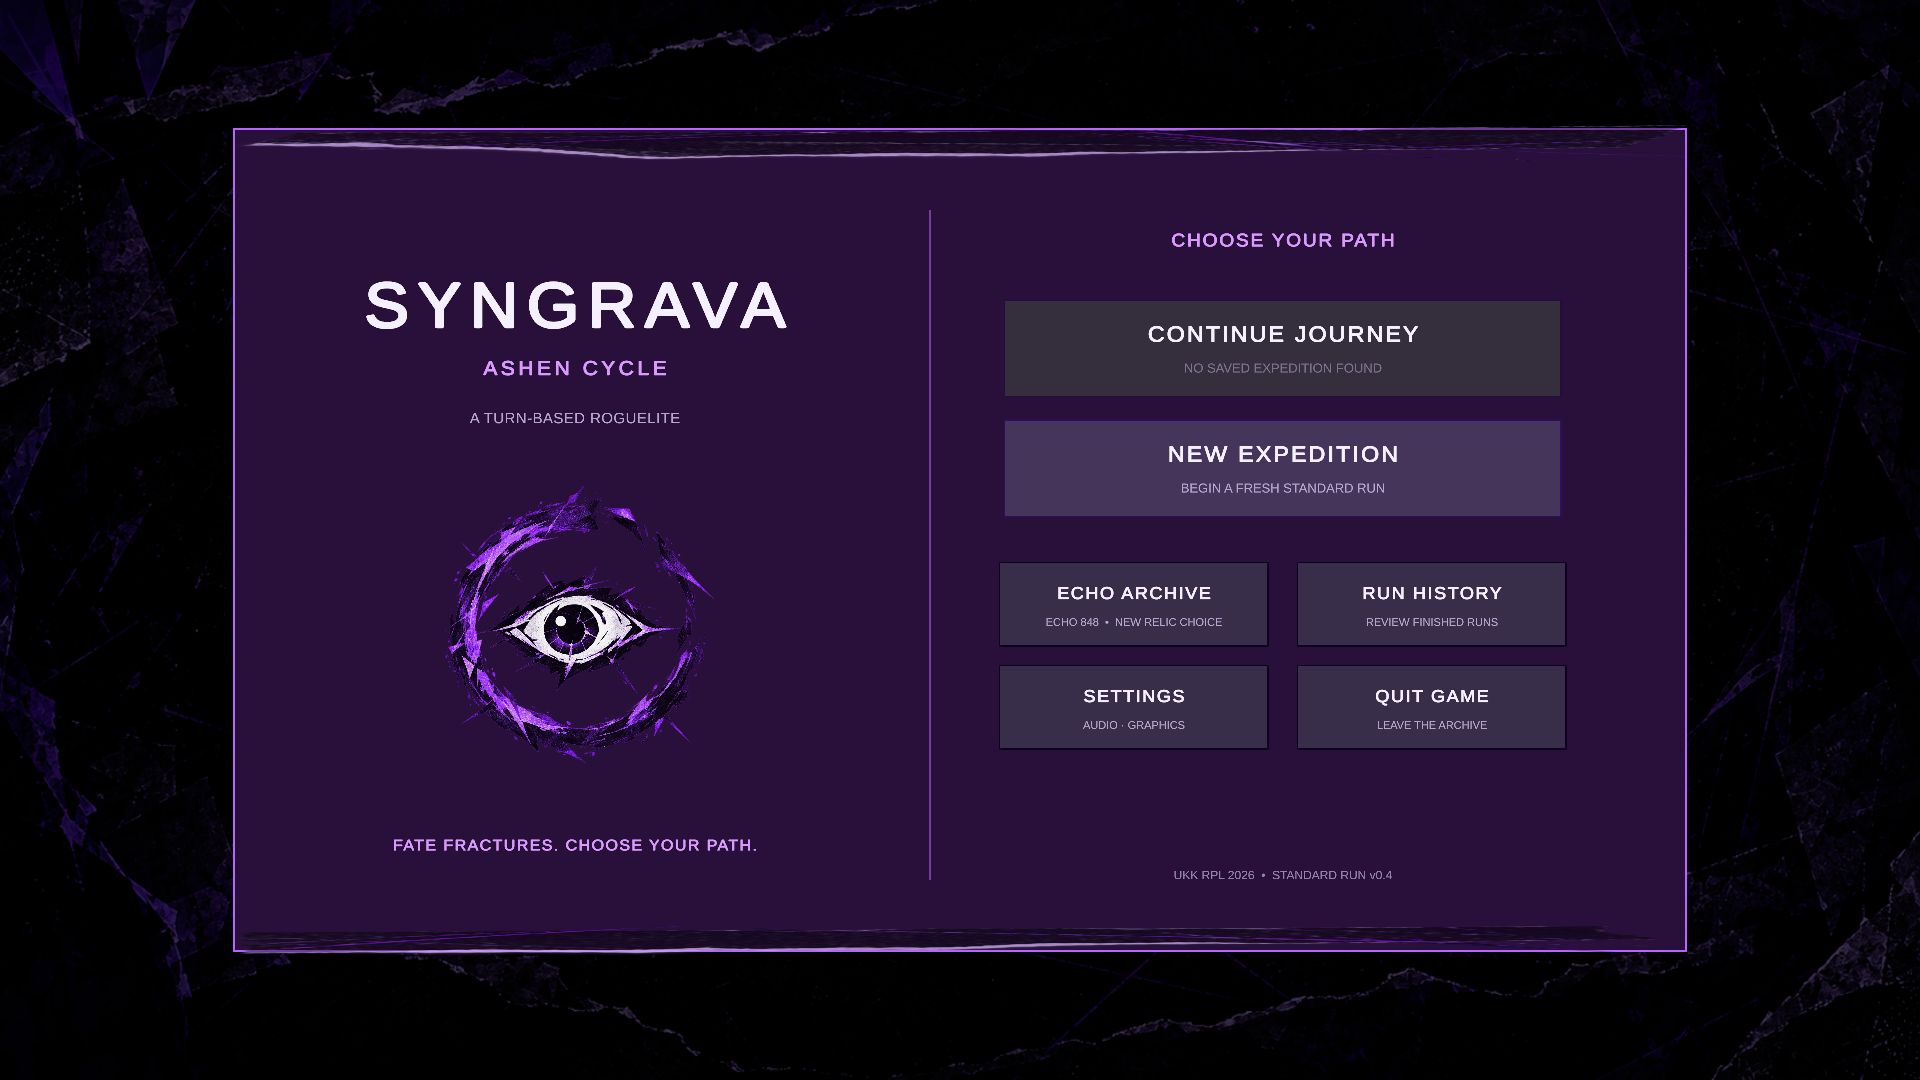 SYNGRAVA
ASHEN CYCLE
A TURN-BASED ROGUELITE
FATE FRACTURES. CHOOSE YOUR PATH.
CHOOSE YOUR PATH
CONTINUE JOURNEY
NO SAVED EXPEDITION FOUND
NEW EXPEDITION
BEGIN A FRESH STANDARD RUN
ECHO ARCHIVE
ECHO 848 • NEW RELIC CHOICE
RUN HISTORY
REVIEW FINISHED RUNS
SETTINGS
AUDIO · GRAPHICS
QUIT GAME
LEAVE THE ARCHIVE
UKK RPL 2026 • STANDARD RUN v0.4